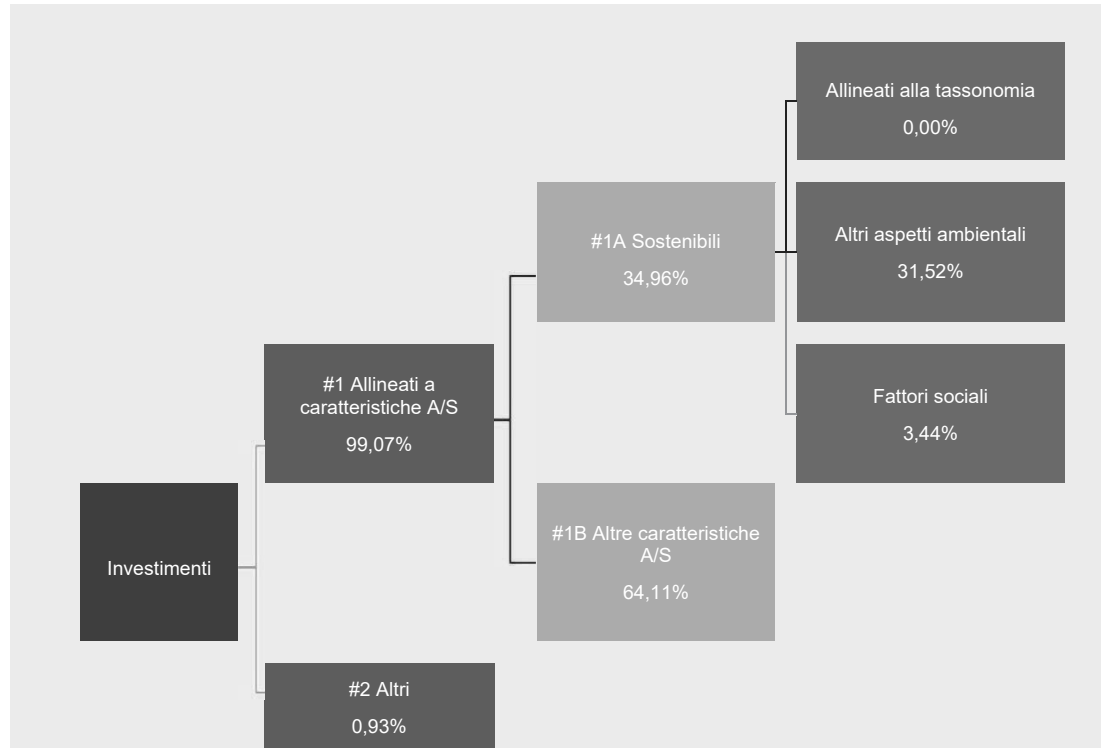 Allineati alla tassonomia
0,00%
#1A Sostenibili
34,96%
Altri aspetti ambientali
31,52%
#1 Allineati a
caratteristiche A/S
99,07%
Fattori sociali
3,44%
Investimenti
#1B Altre caratteristiche
A/S
64,11%
#2 Altri
0,93%